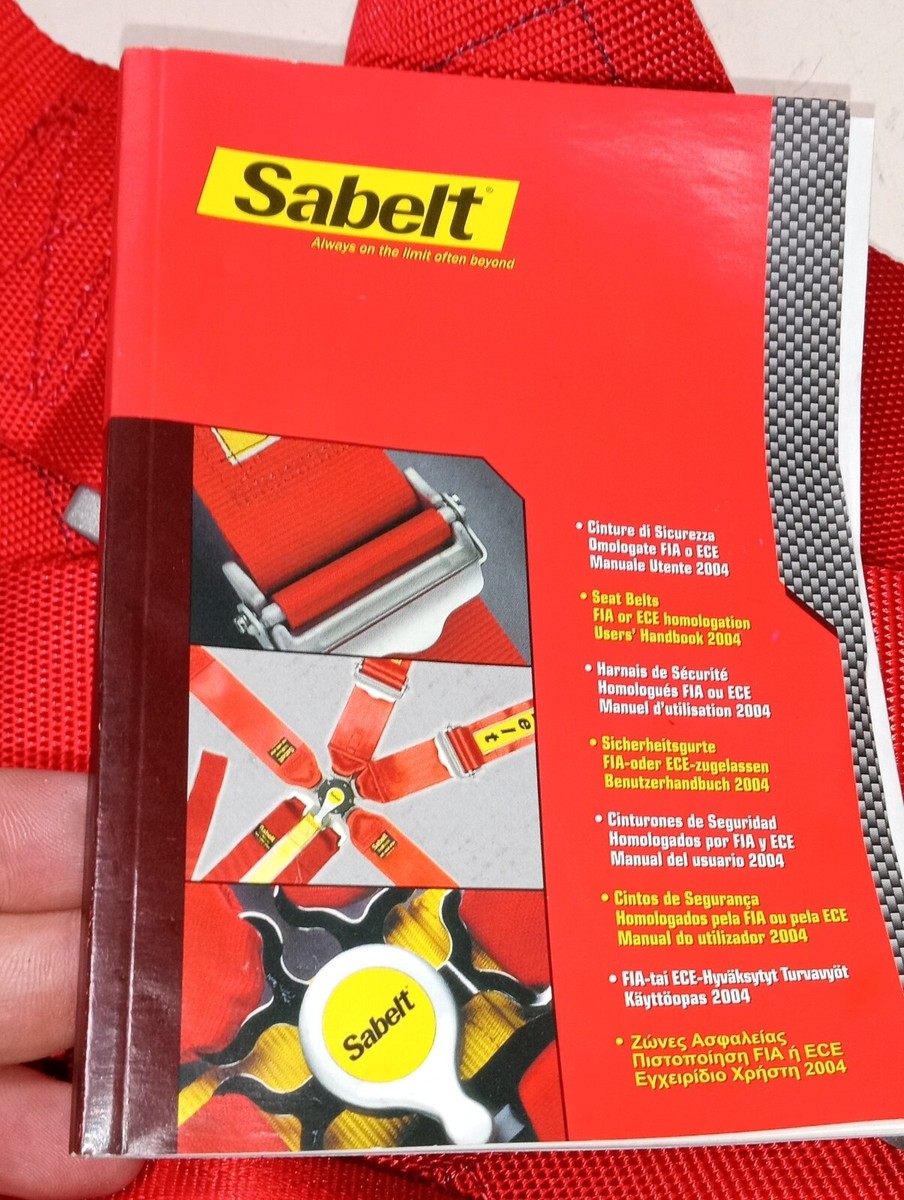 Sabelt®
Always on the limit often beyond
• Cinture di Sicurezza
Omologate FIA o ECE
Manuale Utente 2004
• Seat Belts
FIA or ECE homologation
Users' Handbook 2004
• Harnais de Sécurité
Homologués FIA ou ECE
Manuel d'utilisation 2004
• Sicherheitsgurte
FIA-oder ECE-zugelassen
Benutzerhandbuch 2004
• Cinturones de Seguridad
Homologados por FIA y ECE
Manual del usuario 2004
• Cintos de Segurança
Homologados pela FIA ou pela ECE
Manual do utilizador 2004
• FIA-tai ECE-Hyväksytyt Turvavyöt
Käyttöopas 2004
• Ζώνες Ασφαλείας
Πιστοποίηση FIA ή ECE
Εγχειρίδιο Χρήστη 2004
elt
Sabelt
Sabelt
Sabelt
Sabelt